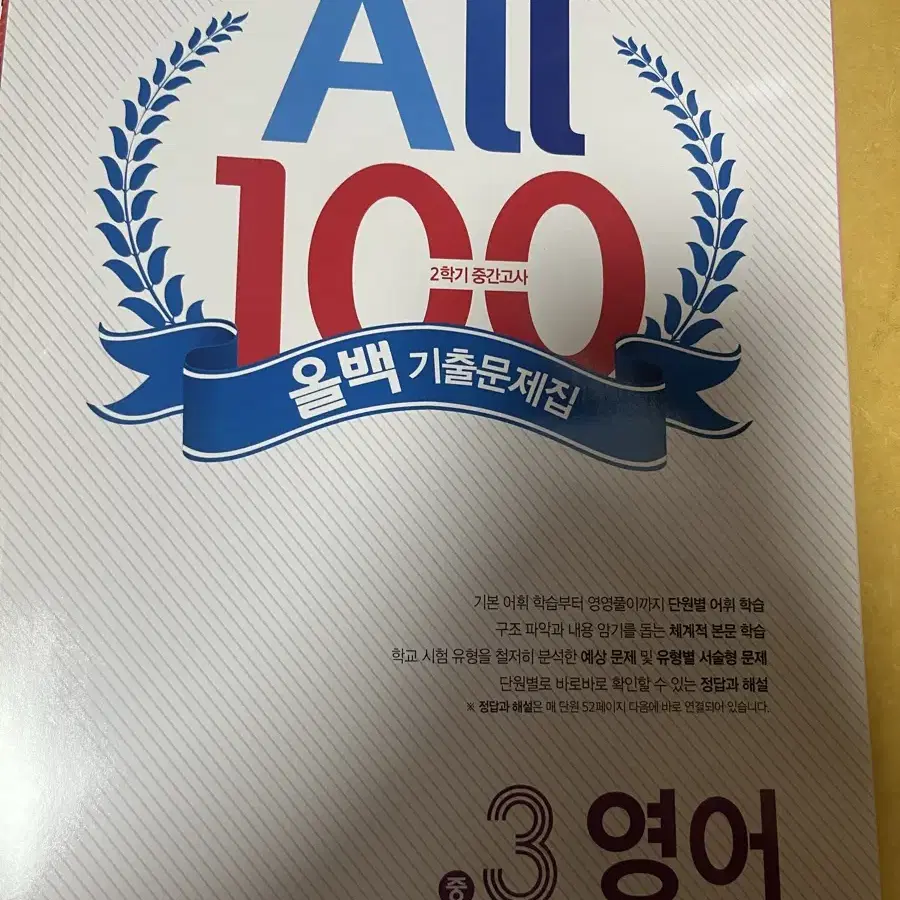 All
100
2학기 중간고사
올백 기출문제집
기본 어휘 학습부터 영영풀이까지 단원별 어휘 학습
구조 파악과 내용 암기를 돕는 체계적 본문 학습
학교 시험 유형을 철저히 분석한 예상 문제 및 유형별 서술형 문제
단원별로 바로바로 확인할 수 있는 정답과 해설
※ 정답과 해설은 매 단원 52페이지 다음에 바로 연결되어 있습니다.
중 3 영어